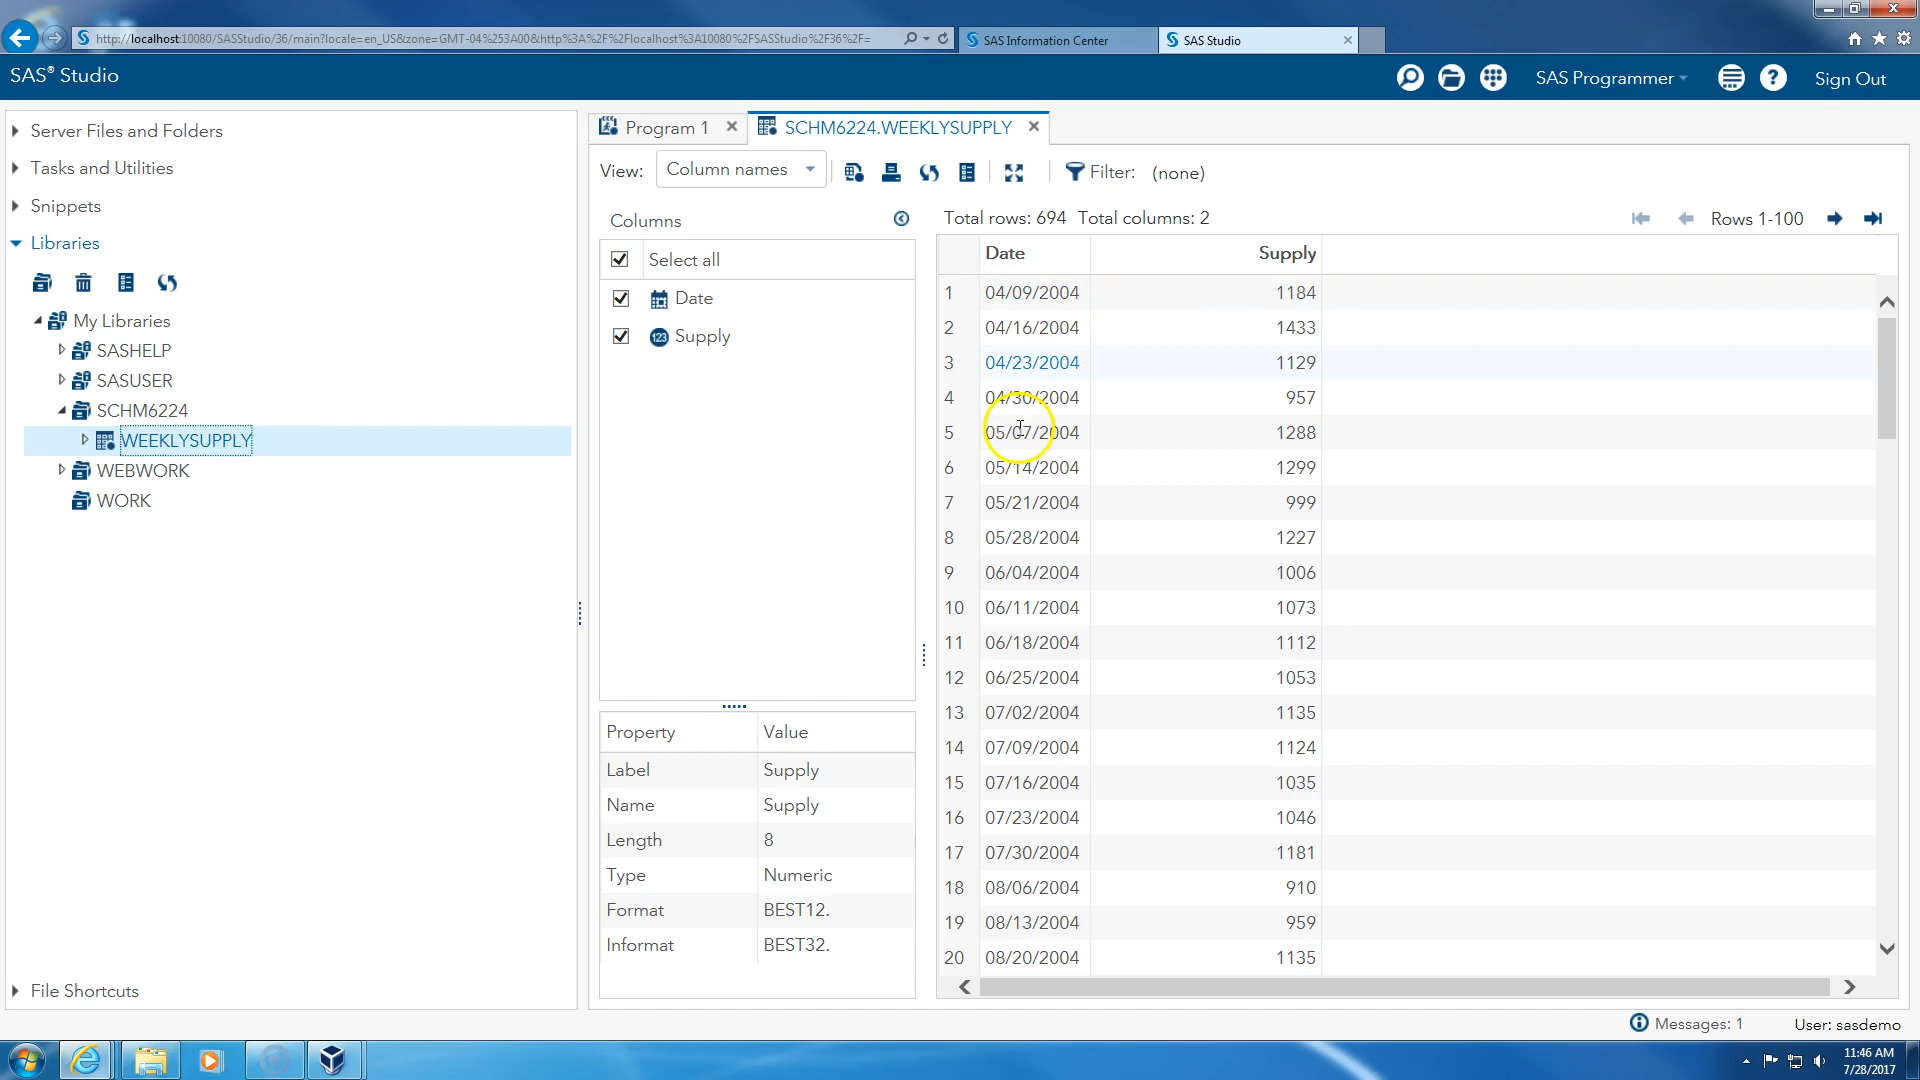 http://localhost:10080/SASStudio/36/main?locale=en_US&zone=GMT-04%253A00&http%3A%2F%2Flocalhost%3A10080%2FSASStudio%2F36%2F=
SAS Information Center
SAS Studio
SAS® Studio
SAS Programmer
Sign Out
Server Files and Folders
Tasks and Utilities
Snippets
Libraries
My Libraries
SASHELP
SASUSER
SCHM6224
WEEKLYSUPPLY
WEBWORK
WORK
File Shortcuts
Program 1
SCHM6224.WEEKLYSUPPLY
View: Column names
Filter: (none)
Columns
Select all
Date
123 Supply
Property Value
Label Supply
Name Supply
Length 8
Type Numeric
Format BEST12.
Informat BEST32.
Total rows: 694 Total columns: 2
Rows 1-100
Date Supply
1 04/09/2004 1184
2 04/16/2004 1433
3 04/23/2004 1129
4 04/30/2004 957
5 05/07/2004 1288
6 05/14/2004 1299
7 05/21/2004 999
8 05/28/2004 1227
9 06/04/2004 1006
10 06/11/2004 1073
11 06/18/2004 1112
12 06/25/2004 1053
13 07/02/2004 1135
14 07/09/2004 1124
15 07/16/2004 1035
16 07/23/2004 1046
17 07/30/2004 1181
18 08/06/2004 910
19 08/13/2004 959
20 08/20/2004 1135
Messages: 1
User: sasdemo
11:46 AM
7/28/2017